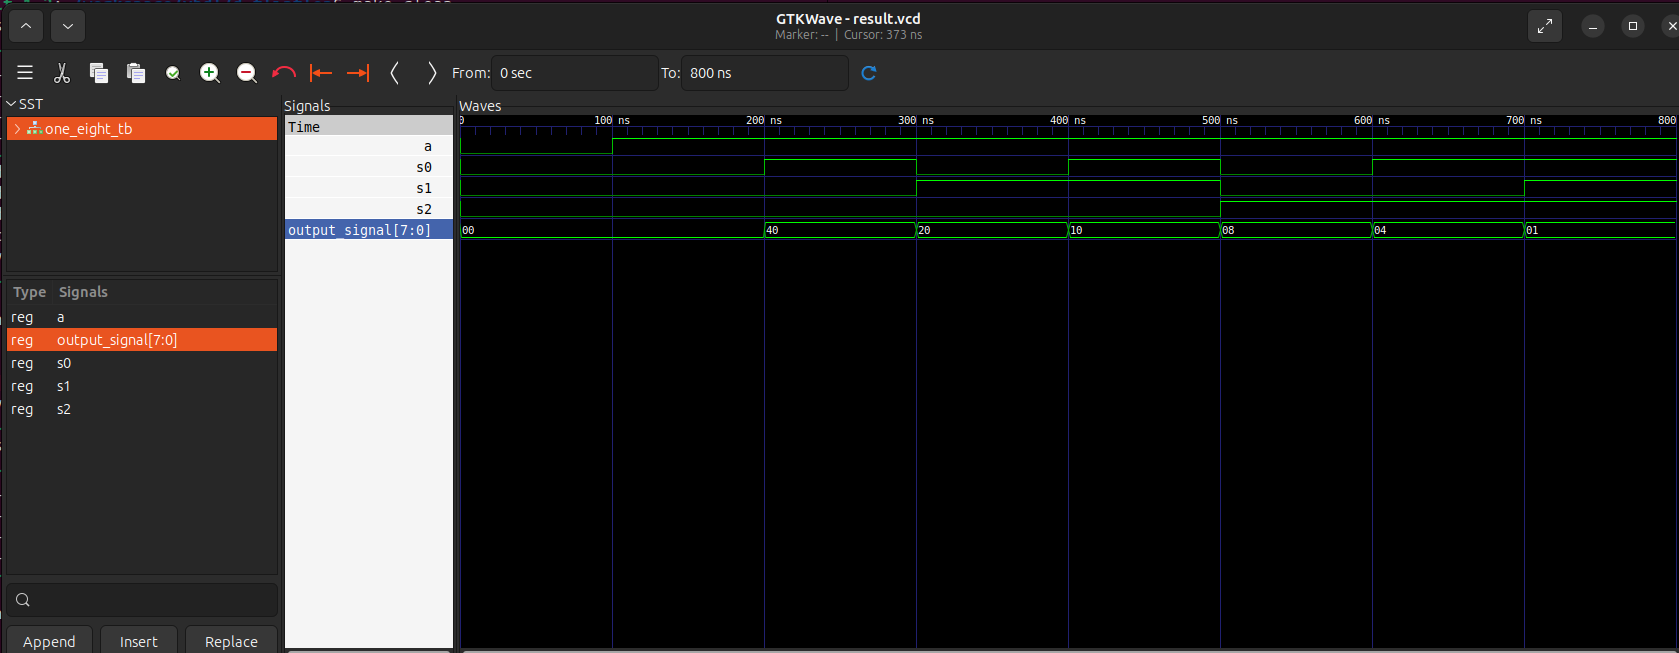 GTKWave - result.vcd
Marker: -- | Cursor: 373 ns
From: 0 sec To: 800 ns
SST
one_eight_tb
Type Signals
reg a
reg output_signal[7:0]
reg s0
reg s1
reg s2
Append Insert Replace
Signals
Time
a
s0
s1
s2
output_signal[7:0]
Waves
0 100 ns 200 ns 300 ns 400 ns 500 ns 600 ns 700 ns 800
00 40 20 10 08 04 01